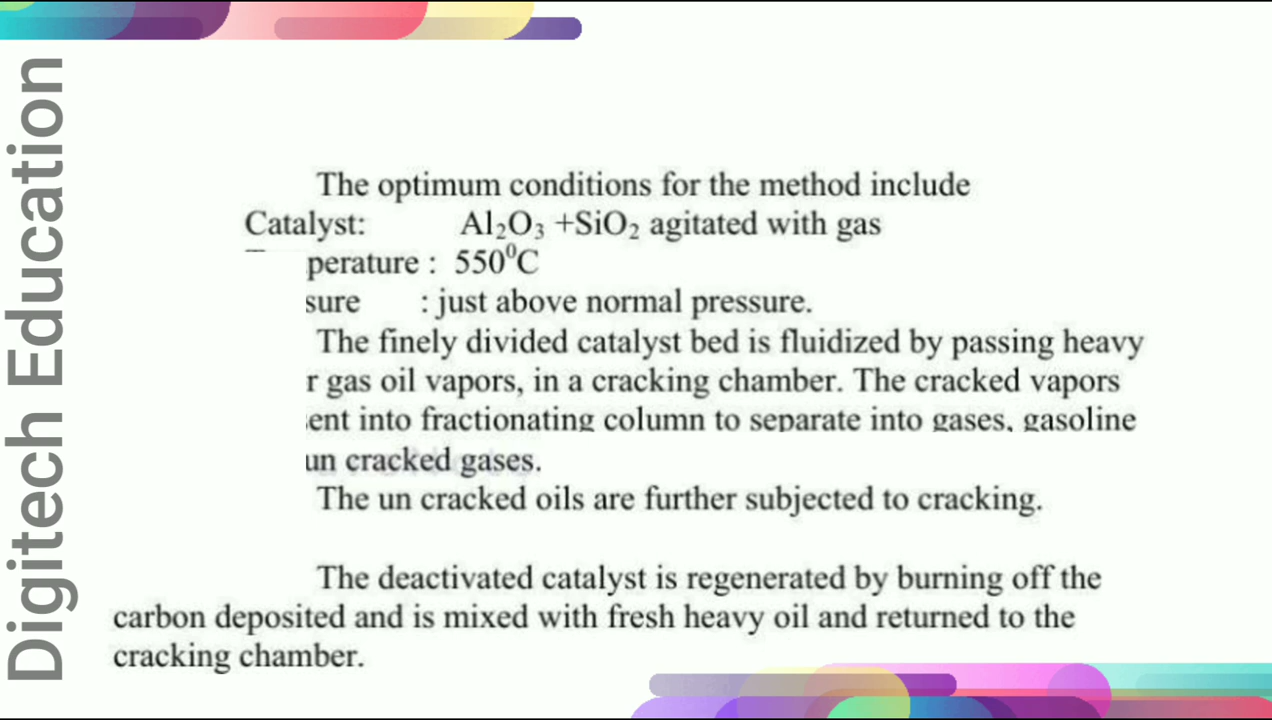 Digitech Education
The optimum conditions for the method include
Catalyst: Al₂O₃ +SiO₂ agitated with gas
perature : 550⁰C
sure : just above normal pressure.
The finely divided catalyst bed is fluidized by passing heavy
r gas oil vapors, in a cracking chamber. The cracked vapors
ent into fractionating column to separate into gases, gasoline
un cracked gases.
The un cracked oils are further subjected to cracking.
The deactivated catalyst is regenerated by burning off the
carbon deposited and is mixed with fresh heavy oil and returned to the
cracking chamber.